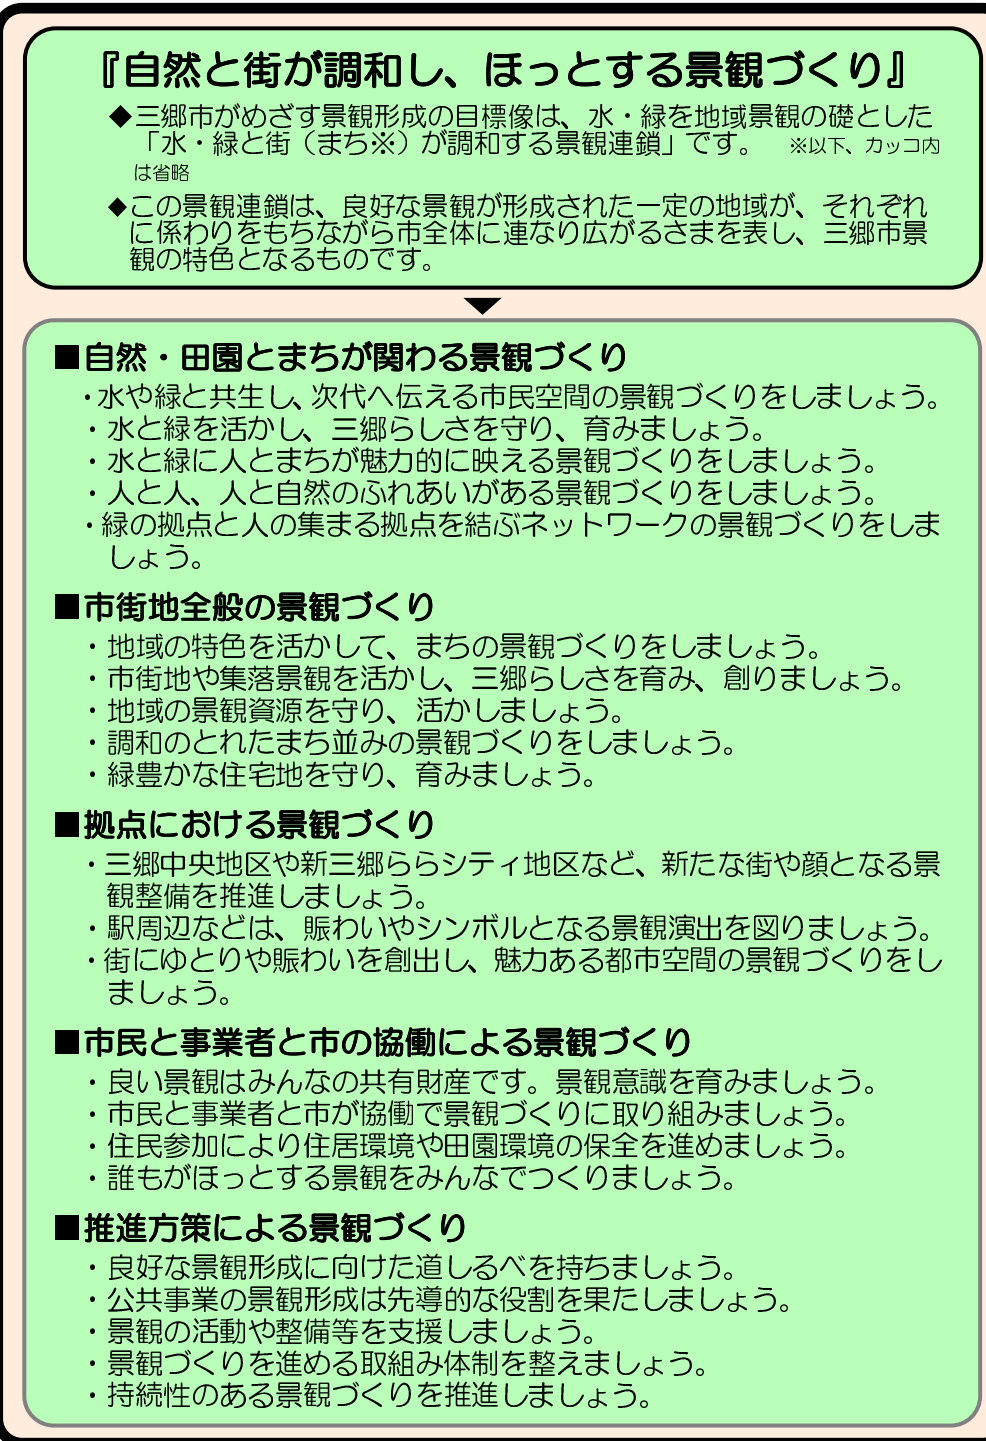 『自然と街が調和し、ほっとする景観づくり』
◆三郷市がめざす景観形成の目標像は、水・緑を地域景観の礎とした
「水・緑と街（まち※）が調和する景観連鎖」です。　※以下、カッコ内
は省略
◆この景観連鎖は、良好な景観が形成された一定の地域が、それぞれ
に係わりをもちながら市全体に連なり広がるさまを表し、三郷市景
観の特色となるものです。
■自然・田園とまちが関わる景観づくり
・水や緑と共生し、次代へ伝える市民空間の景観づくりをしましょう。
・水と緑を活かし、三郷らしさを守り、育みましょう。
・水と緑に人とまちが魅力的に映える景観づくりをしましょう。
・人と人、人と自然のふれあいがある景観づくりをしましょう。
・緑の拠点と人の集まる拠点を結ぶネットワークの景観づくりをしま
しょう。
■市街地全般の景観づくり
・地域の特色を活かして、まちの景観づくりをしましょう。
・市街地や集落景観を活かし、三郷らしさを育み、創りましょう。
・地域の景観資源を守り、活かしましょう。
・調和のとれたまち並みの景観づくりをしましょう。
・緑豊かな住宅地を守り、育みましょう。
■拠点における景観づくり
・三郷中央地区や新三郷ららシティ地区など、新たな街や顔となる景
観整備を推進しましょう。
・駅周辺などは、賑わいやシンボルとなる景観演出を図りましょう。
・街にゆとりや賑わいを創出し、魅力ある都市空間の景観づくりをし
ましょう。
■市民と事業者と市の協働による景観づくり
・良い景観はみんなの共有財産です。景観意識を育みましょう。
・市民と事業者と市が協働で景観づくりに取り組みましょう。
・住民参加により住居環境や田園環境の保全を進めましょう。
・誰もがほっとする景観をみんなでつくりましょう。
■推進方策による景観づくり
・良好な景観形成に向けた道しるべを持ちましょう。
・公共事業の景観形成は先導的な役割を果たしましょう。
・景観の活動や整備等を支援しましょう。
・景観づくりを進める取組み体制を整えましょう。
・持続性のある景観づくりを推進しましょう。